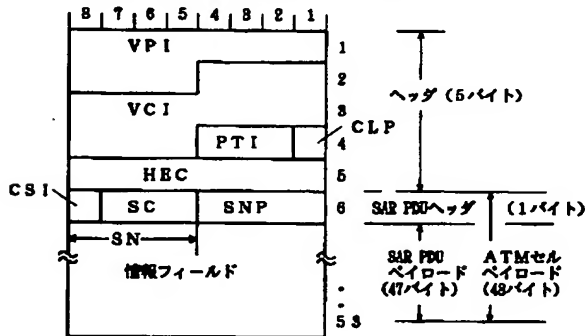 8 7 6 5 4 3 2 1
VPI
1
2
VCI
3
ヘッダ(5バイト)
CLP
PTI
4
HEC
5
CSI
SC
SNP
6
SAR PDUヘッダ
(1バイト)
SN
情報フィールド
SAR PDU
ペイロード
(47バイト)
ATMセル
ペイロード
(48バイト)
・
・
53